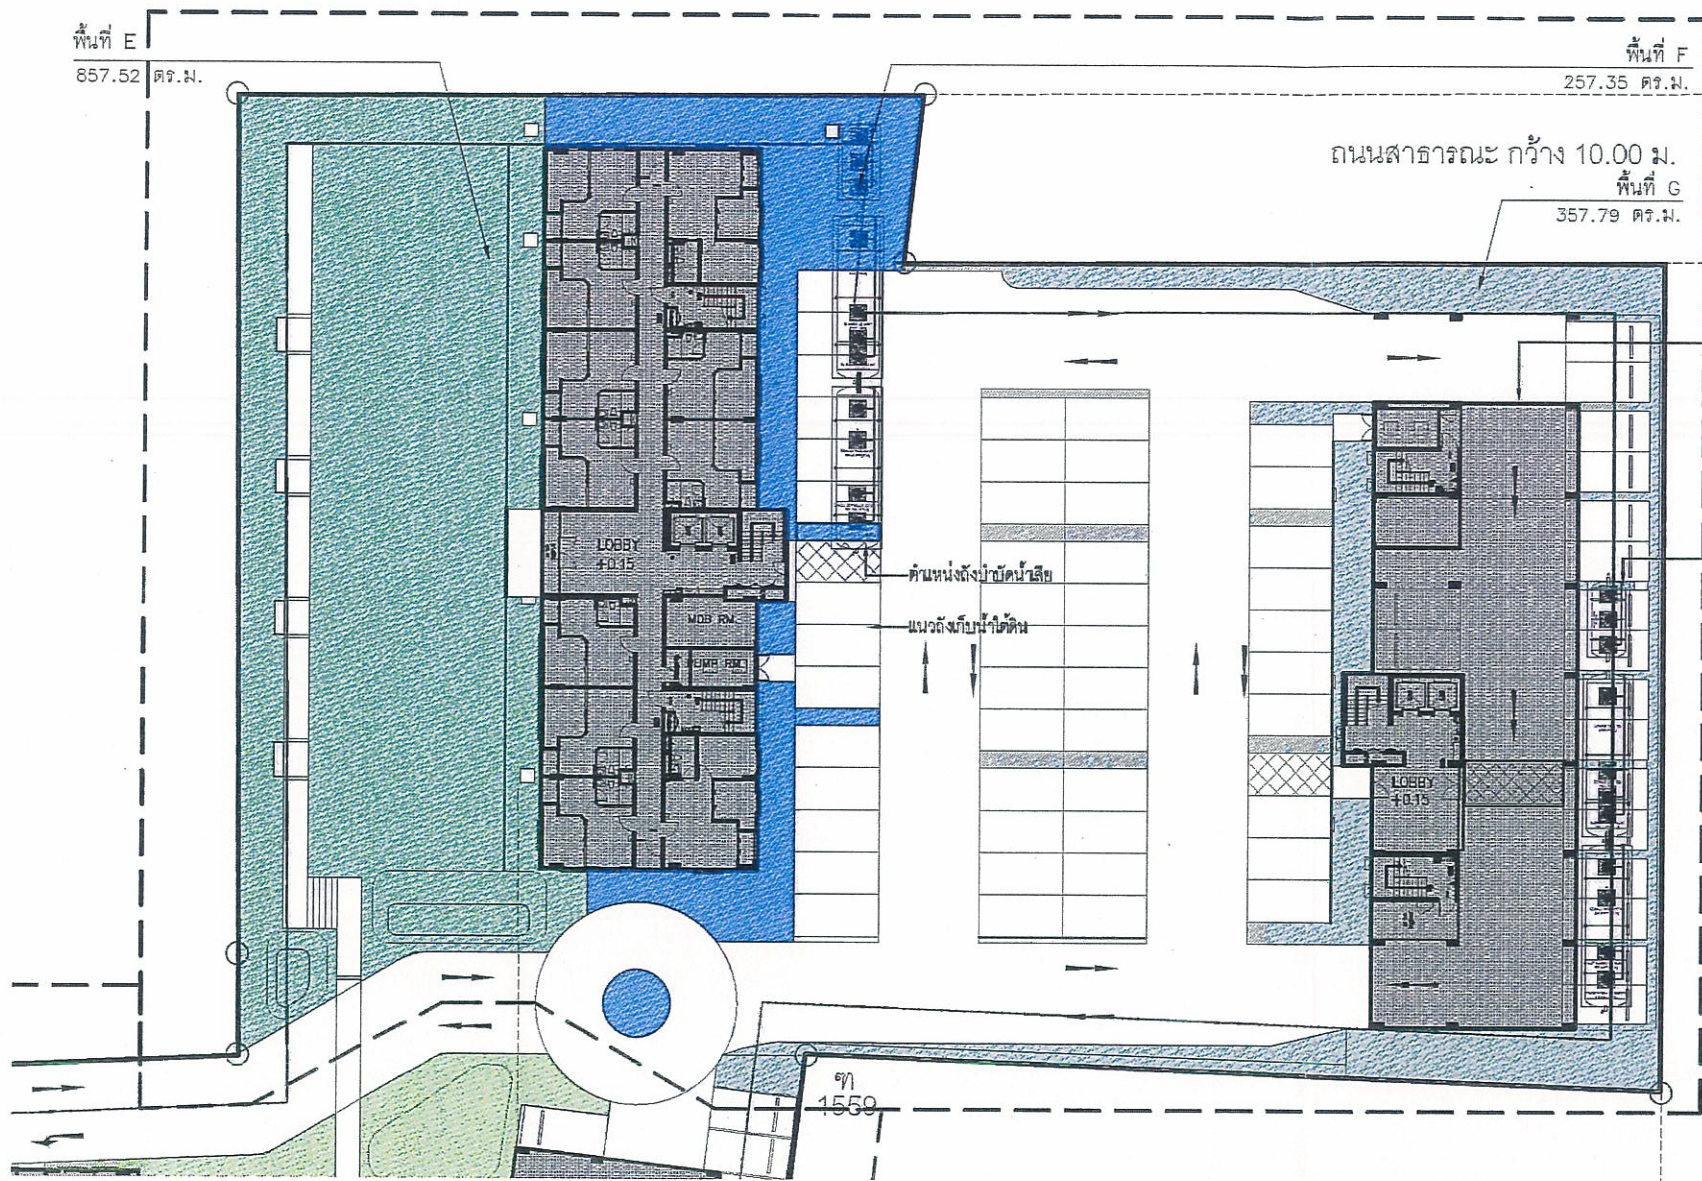 พื้นที่ E
857.52 ตร.ม.
พื้นที่ F
257.35 ตร.ม.
ถนนสาธารณะ กว้าง 10.00 ม.
พื้นที่ G
357.79 ตร.ม.
LOBBY
+0.15
ตำแหน่งถังบำบัดน้ำเสีย
แนวถังเก็บน้ำใต้ดิน
MDB RM.
PUMP RM.
LOBBY
+0.15
1559